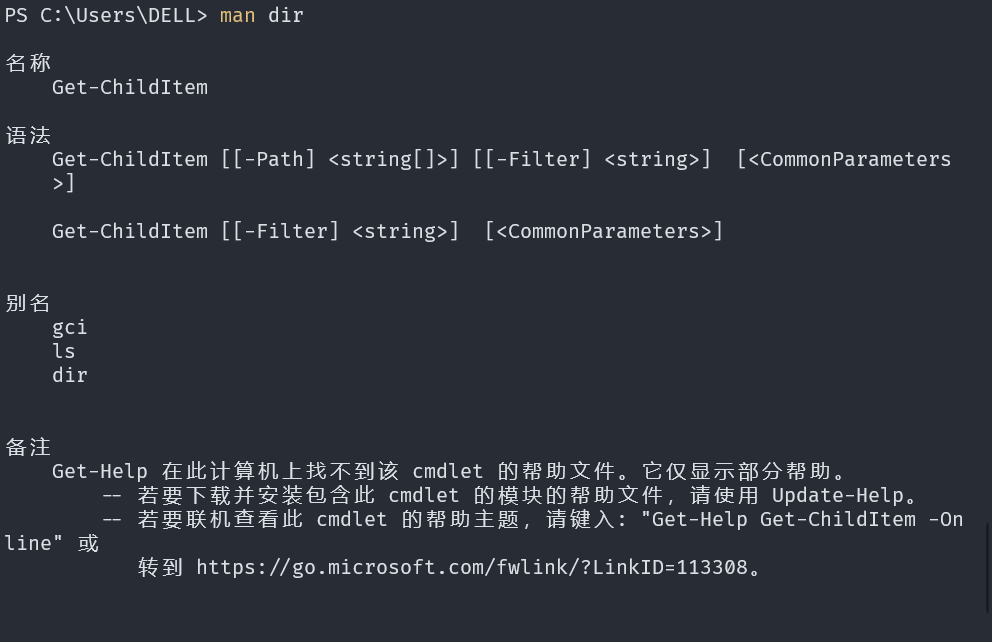 PS C:\Users\DELL> man dir
名称
    Get-ChildItem
语法
    Get-ChildItem [[-Path] <string[]>] [[-Filter] <string>]  [<CommonParameters
    >]
    Get-ChildItem [[-Filter] <string>]  [<CommonParameters>]
别名
    gci
    ls
    dir
备注
    Get-Help 在此计算机上找不到该 cmdlet 的帮助文件。它仅显示部分帮助。
        -- 若要下载并安装包含此 cmdlet 的模块的帮助文件，请使用 Update-Help。
        -- 若要联机查看此 cmdlet 的帮助主题，请键入: "Get-Help Get-ChildItem -On
line" 或
           转到 https://go.microsoft.com/fwlink/?LinkID=113308。